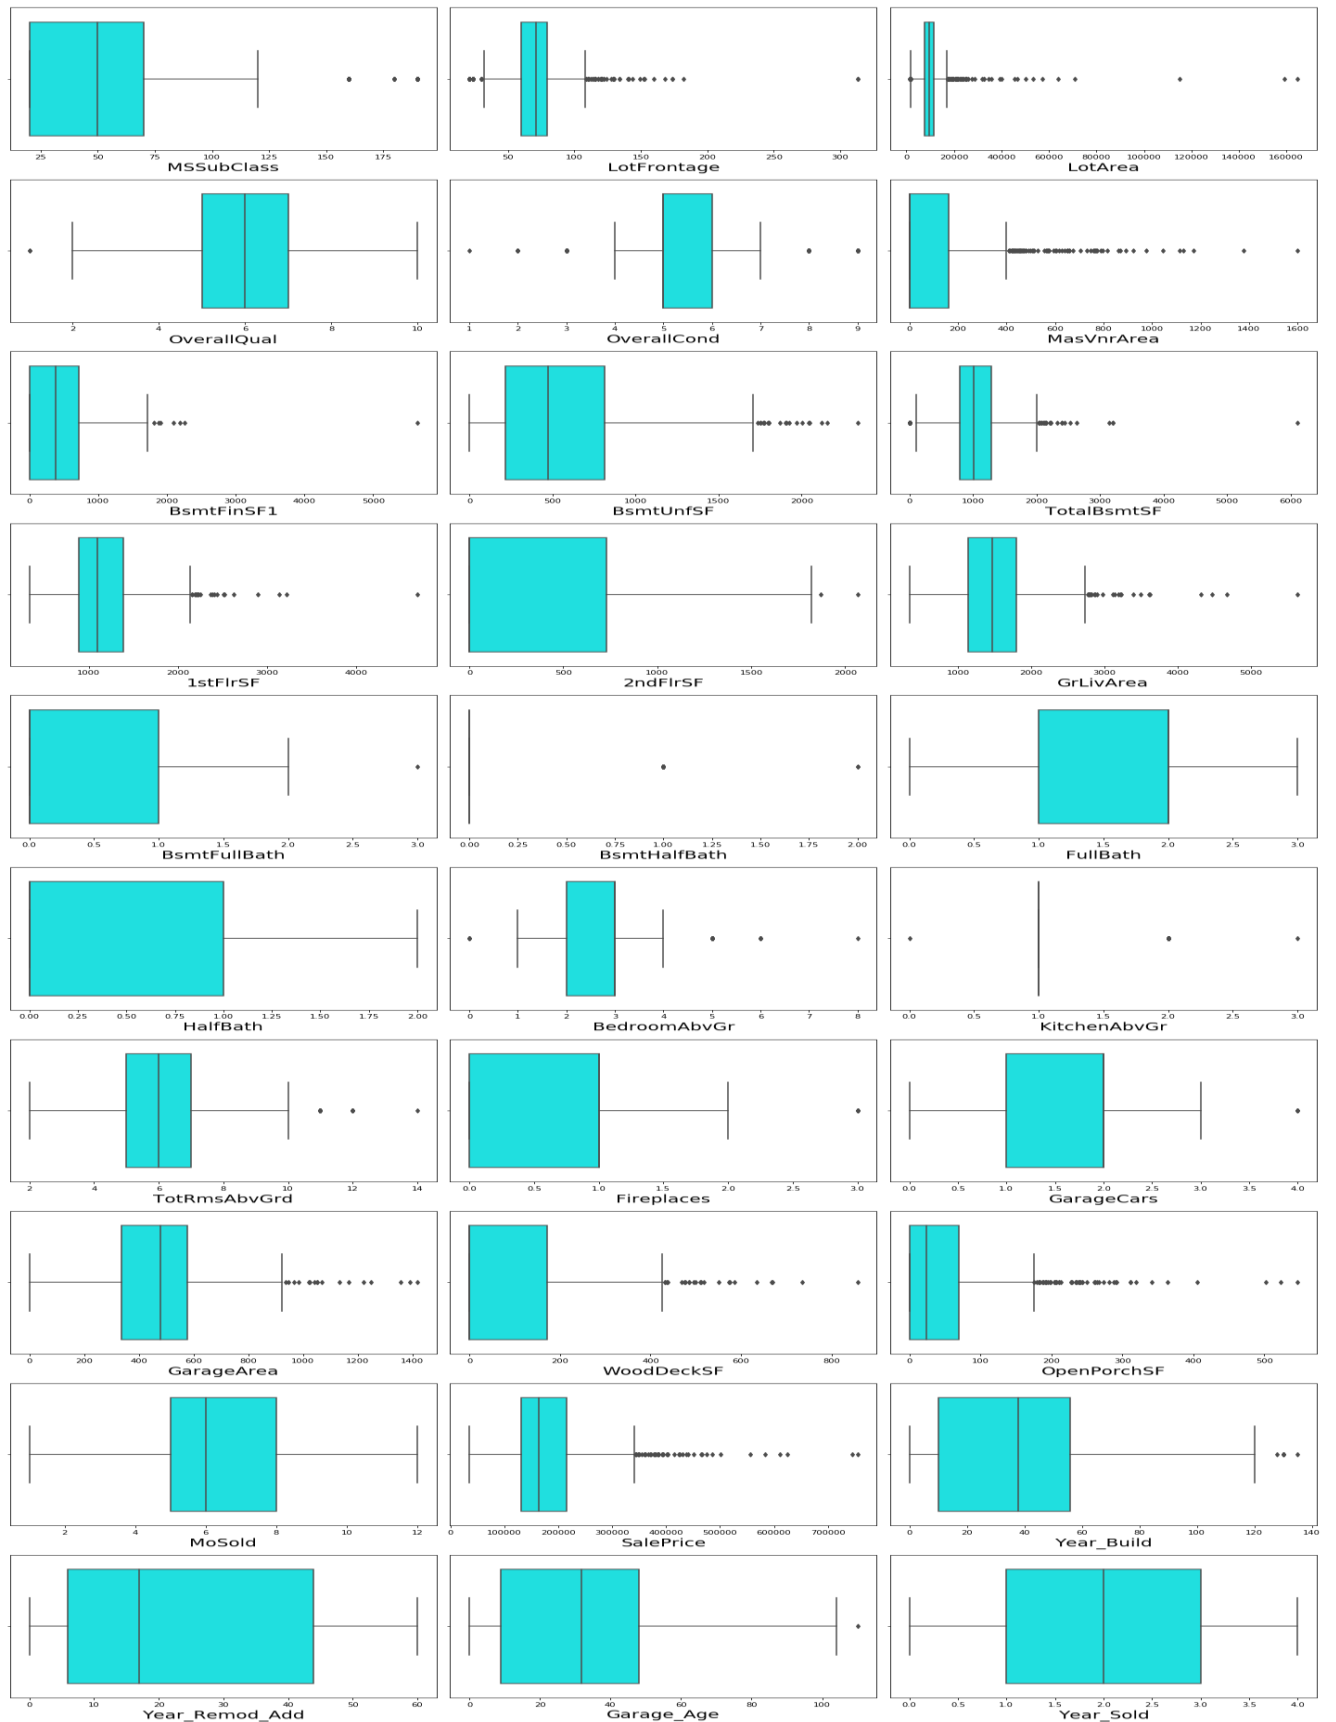 25 50 75 100 125 150 175 50 100 150 200 250 300 0 20000 40000 60000 80000 100000 120000 140000 160000
MSSubClass LotFrontage LotArea
2 4 6 8 10 1 2 3 4 5 6 7 8 9 0 200 400 600 800 1000 1200 1400 1600
OverallQual OverallCond MasVnrArea
0 1000 2000 3000 4000 5000 0 500 1000 1500 2000 0 1000 2000 3000 4000 5000 6000
BsmtFinSF1 BsmtUnfSF TotalBsmtSF
1000 2000 3000 4000 0 500 1000 1500 2000 1000 2000 3000 4000 5000
1stFlrSF 2ndFlrSF GrLivArea
0.0 0.5 1.0 1.5 2.0 2.5 3.0 0.00 0.25 0.50 0.75 1.00 1.25 1.50 1.75 2.00 0.0 0.5 1.0 1.5 2.0 2.5 3.0
BsmtFullBath BsmtHalfBath FullBath
0.00 0.25 0.50 0.75 1.00 1.25 1.50 1.75 2.00 0 1 2 3 4 5 6 7 8 0.0 0.5 1.0 1.5 2.0 2.5 3.0
HalfBath BedroomAbvGr KitchenAbvGr
2 4 6 8 10 12 14 0.0 0.5 1.0 1.5 2.0 2.5 3.0 0.0 0.5 1.0 1.5 2.0 2.5 3.0 3.5 4.0
TotRmsAbvGrd Fireplaces GarageCars
0 200 400 600 800 1000 1200 1400 0 200 400 600 800 0 100 200 300 400 500
GarageArea WoodDeckSF OpenPorchSF
2 4 6 8 10 12 0 100000 200000 300000 400000 500000 600000 700000 0 20 40 60 80 100 120 140
MoSold SalePrice Year_Build
0 10 20 30 40 50 60 0 20 40 60 80 100 0.0 0.5 1.0 1.5 2.0 2.5 3.0 3.5 4.0
Year_Remod_Add Garage_Age Year_Sold